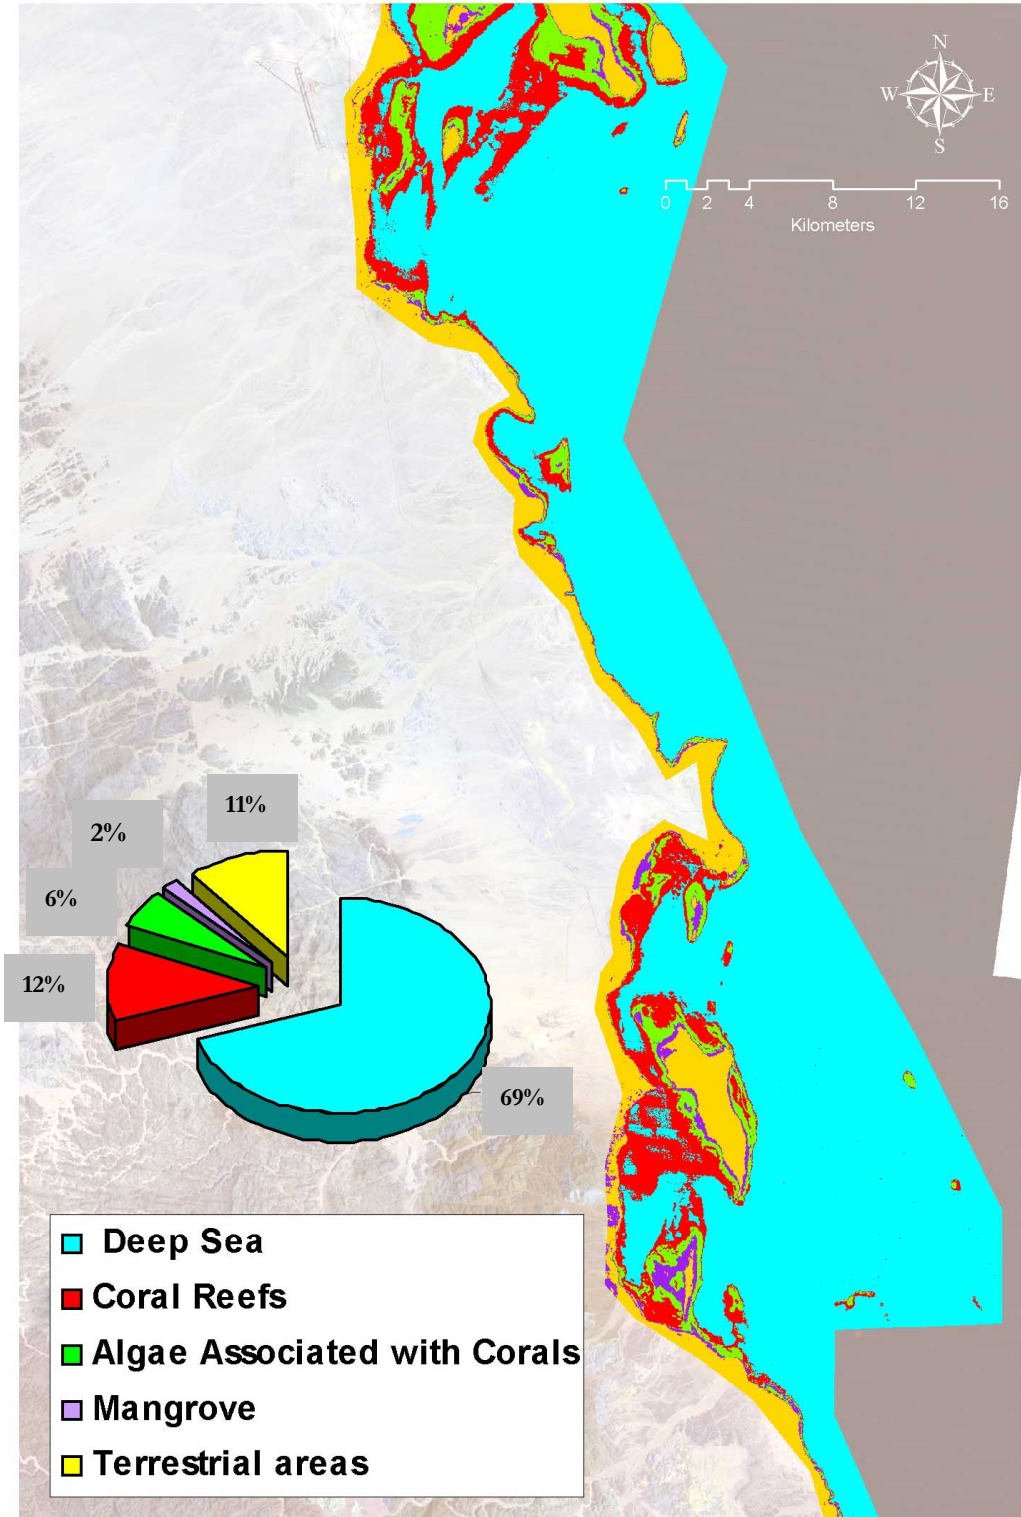 N
W E
S
0 2 4 8 12 16
Kilometers
11%
2%
6%
12%
69%
Deep Sea
Coral Reefs
Algae Associated with Corals
Mangrove
Terrestrial areas